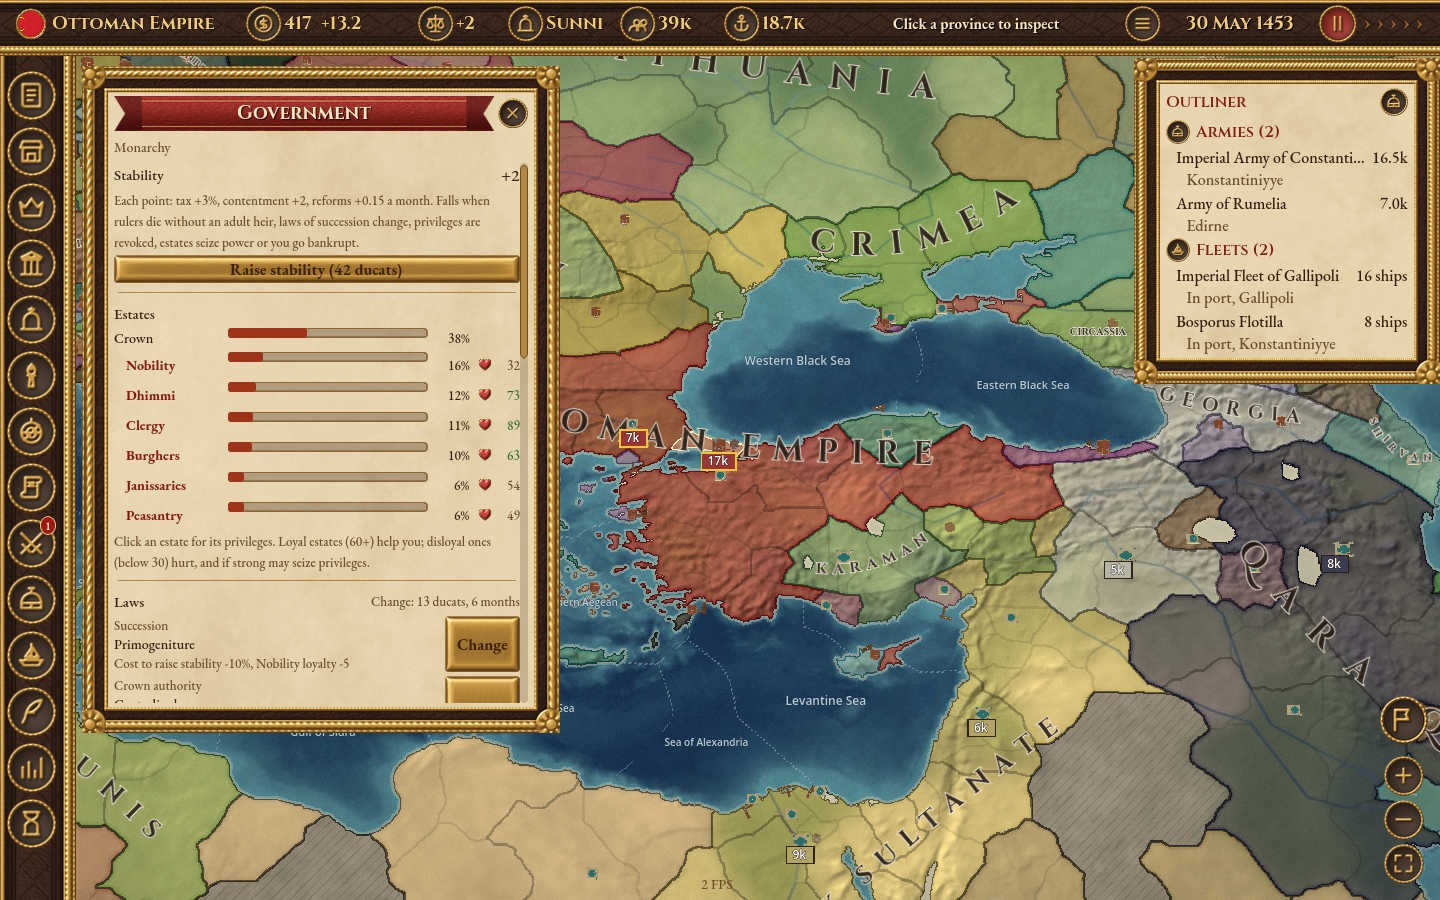 Ottoman Empire
417 +13.2
+2
Sunni
39k
18.7k
Click a province to inspect
30 May 1453
Government
Monarchy
Stability +2
Each point: tax +3%, contentment +2, reforms +0.15 a month. Falls when
rulers die without an adult heir, laws of succession change, privileges are
revoked, estates seize power or you go bankrupt.
Raise stability (42 ducats)
Estates
Crown 38%
Nobility 16% 32
Dhimmi 12% 73
Clergy 11% 89
Burghers 10% 63
Janissaries 6% 54
Peasantry 6% 49
Click an estate for its privileges. Loyal estates (60+) help you; disloyal ones
(below 30) hurt, and if strong may seize privileges.
Laws Change: 13 ducats, 6 months
Succession
Primogeniture
Cost to raise stability -10%, Nobility loyalty -5
Change
Crown authority
Outliner
Armies (2)
Imperial Army of Constanti... 16.5k
Konstantiniyye
Army of Rumelia 7.0k
Edirne
Fleets (2)
Imperial Fleet of Gallipoli 16 ships
In port, Gallipoli
Bosporus Flotilla 8 ships
In port, Konstantiniyye
1
THUANIA
CRIMEA
CIRCASSIA
Western Black Sea
Eastern Black Sea
GEORGIA
SHIRVAN
OMAN EMPIRE
7k
17k
KARAMAN
5k
8k
QARA
Aegean
Levantine Sea
Sea
Sea of Alexandria
6k
SULTANATE
UNIS
9k
2 FPS